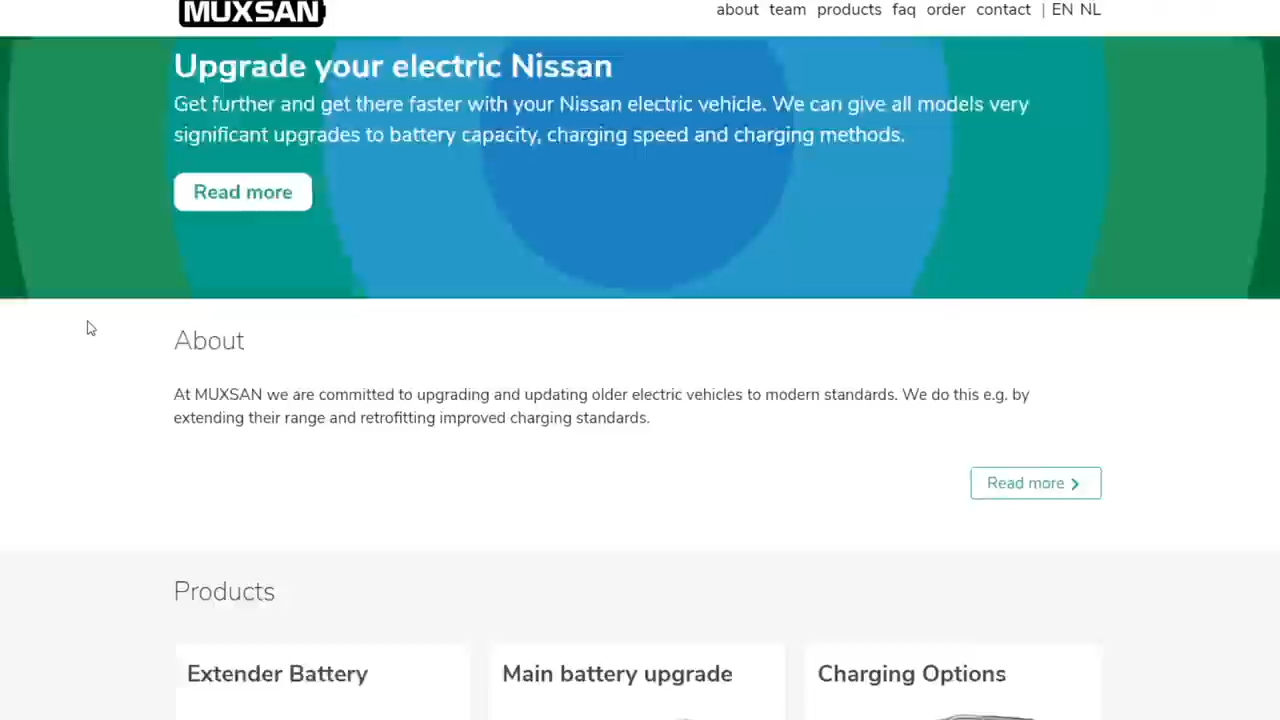 MUXSAN
about team products faq order contact | EN NL
Upgrade your electric Nissan
Get further and get there faster with your Nissan electric vehicle. We can give all models very
significant upgrades to battery capacity, charging speed and charging methods.
Read more
About
At MUXSAN we are committed to upgrading and updating older electric vehicles to modern standards. We do this e.g. by
extending their range and retrofitting improved charging standards.
Read more
Products
Extender Battery
Main battery upgrade
Charging Options